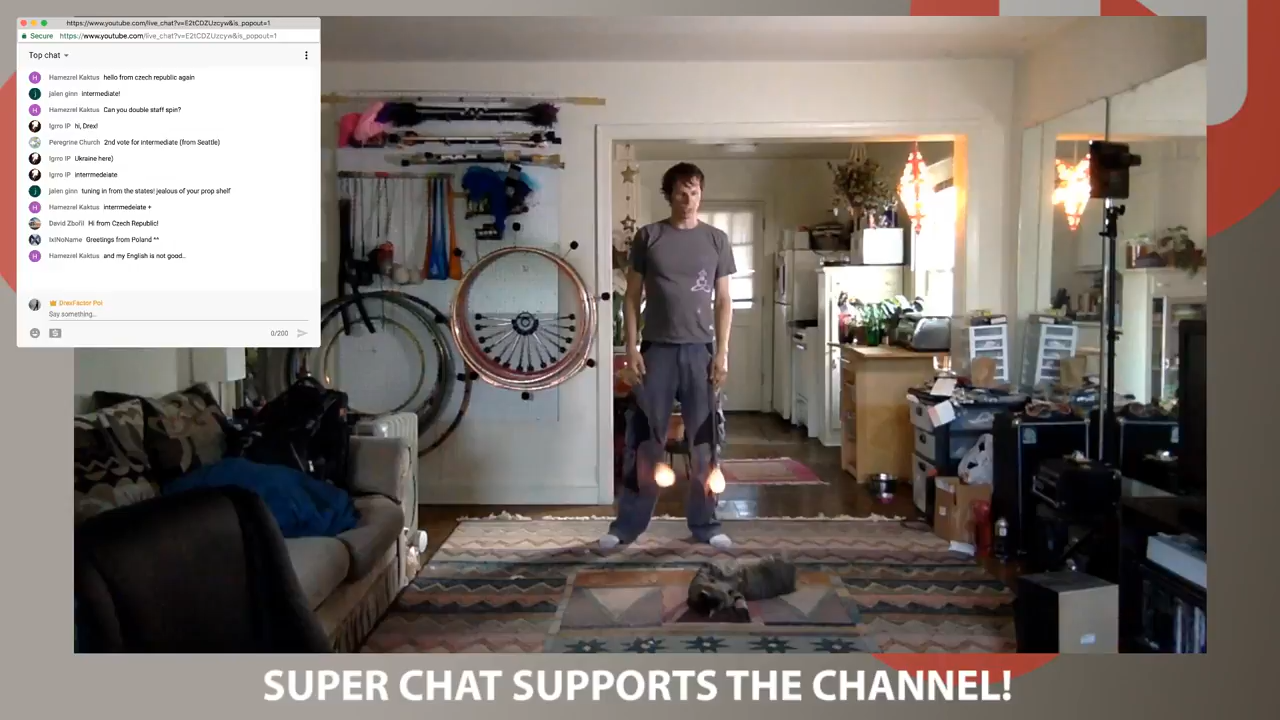 https://www.youtube.com/live_chat?v=E2tCDZUzcyw&is_popout=1
Secure https://www.youtube.com/live_chat?v=E2tCDZUzcyw&is_popout=1
Top chat
Hamezrel Kaktus hello from czech republic again
jalen ginn intermediate!
Hamezrel Kaktus Can you double staff spin?
Igrro IP hi, Drex!
Peregrine Church 2nd vote for intermediate (from Seattle)
Igrro IP Ukraine here)
Igrro IP interrmedeiate
jalen ginn tuning in from the states! jealous of your prop shelf
Hamezrel Kaktus interrmedeiate +
David Zbořil Hi from Czech Republic!
IxINoName Greetings from Poland ^^
Hamezrel Kaktus and my English is not good..
DrexFactor Poi
Say something...
0/200
SUPER CHAT SUPPORTS THE CHANNEL!